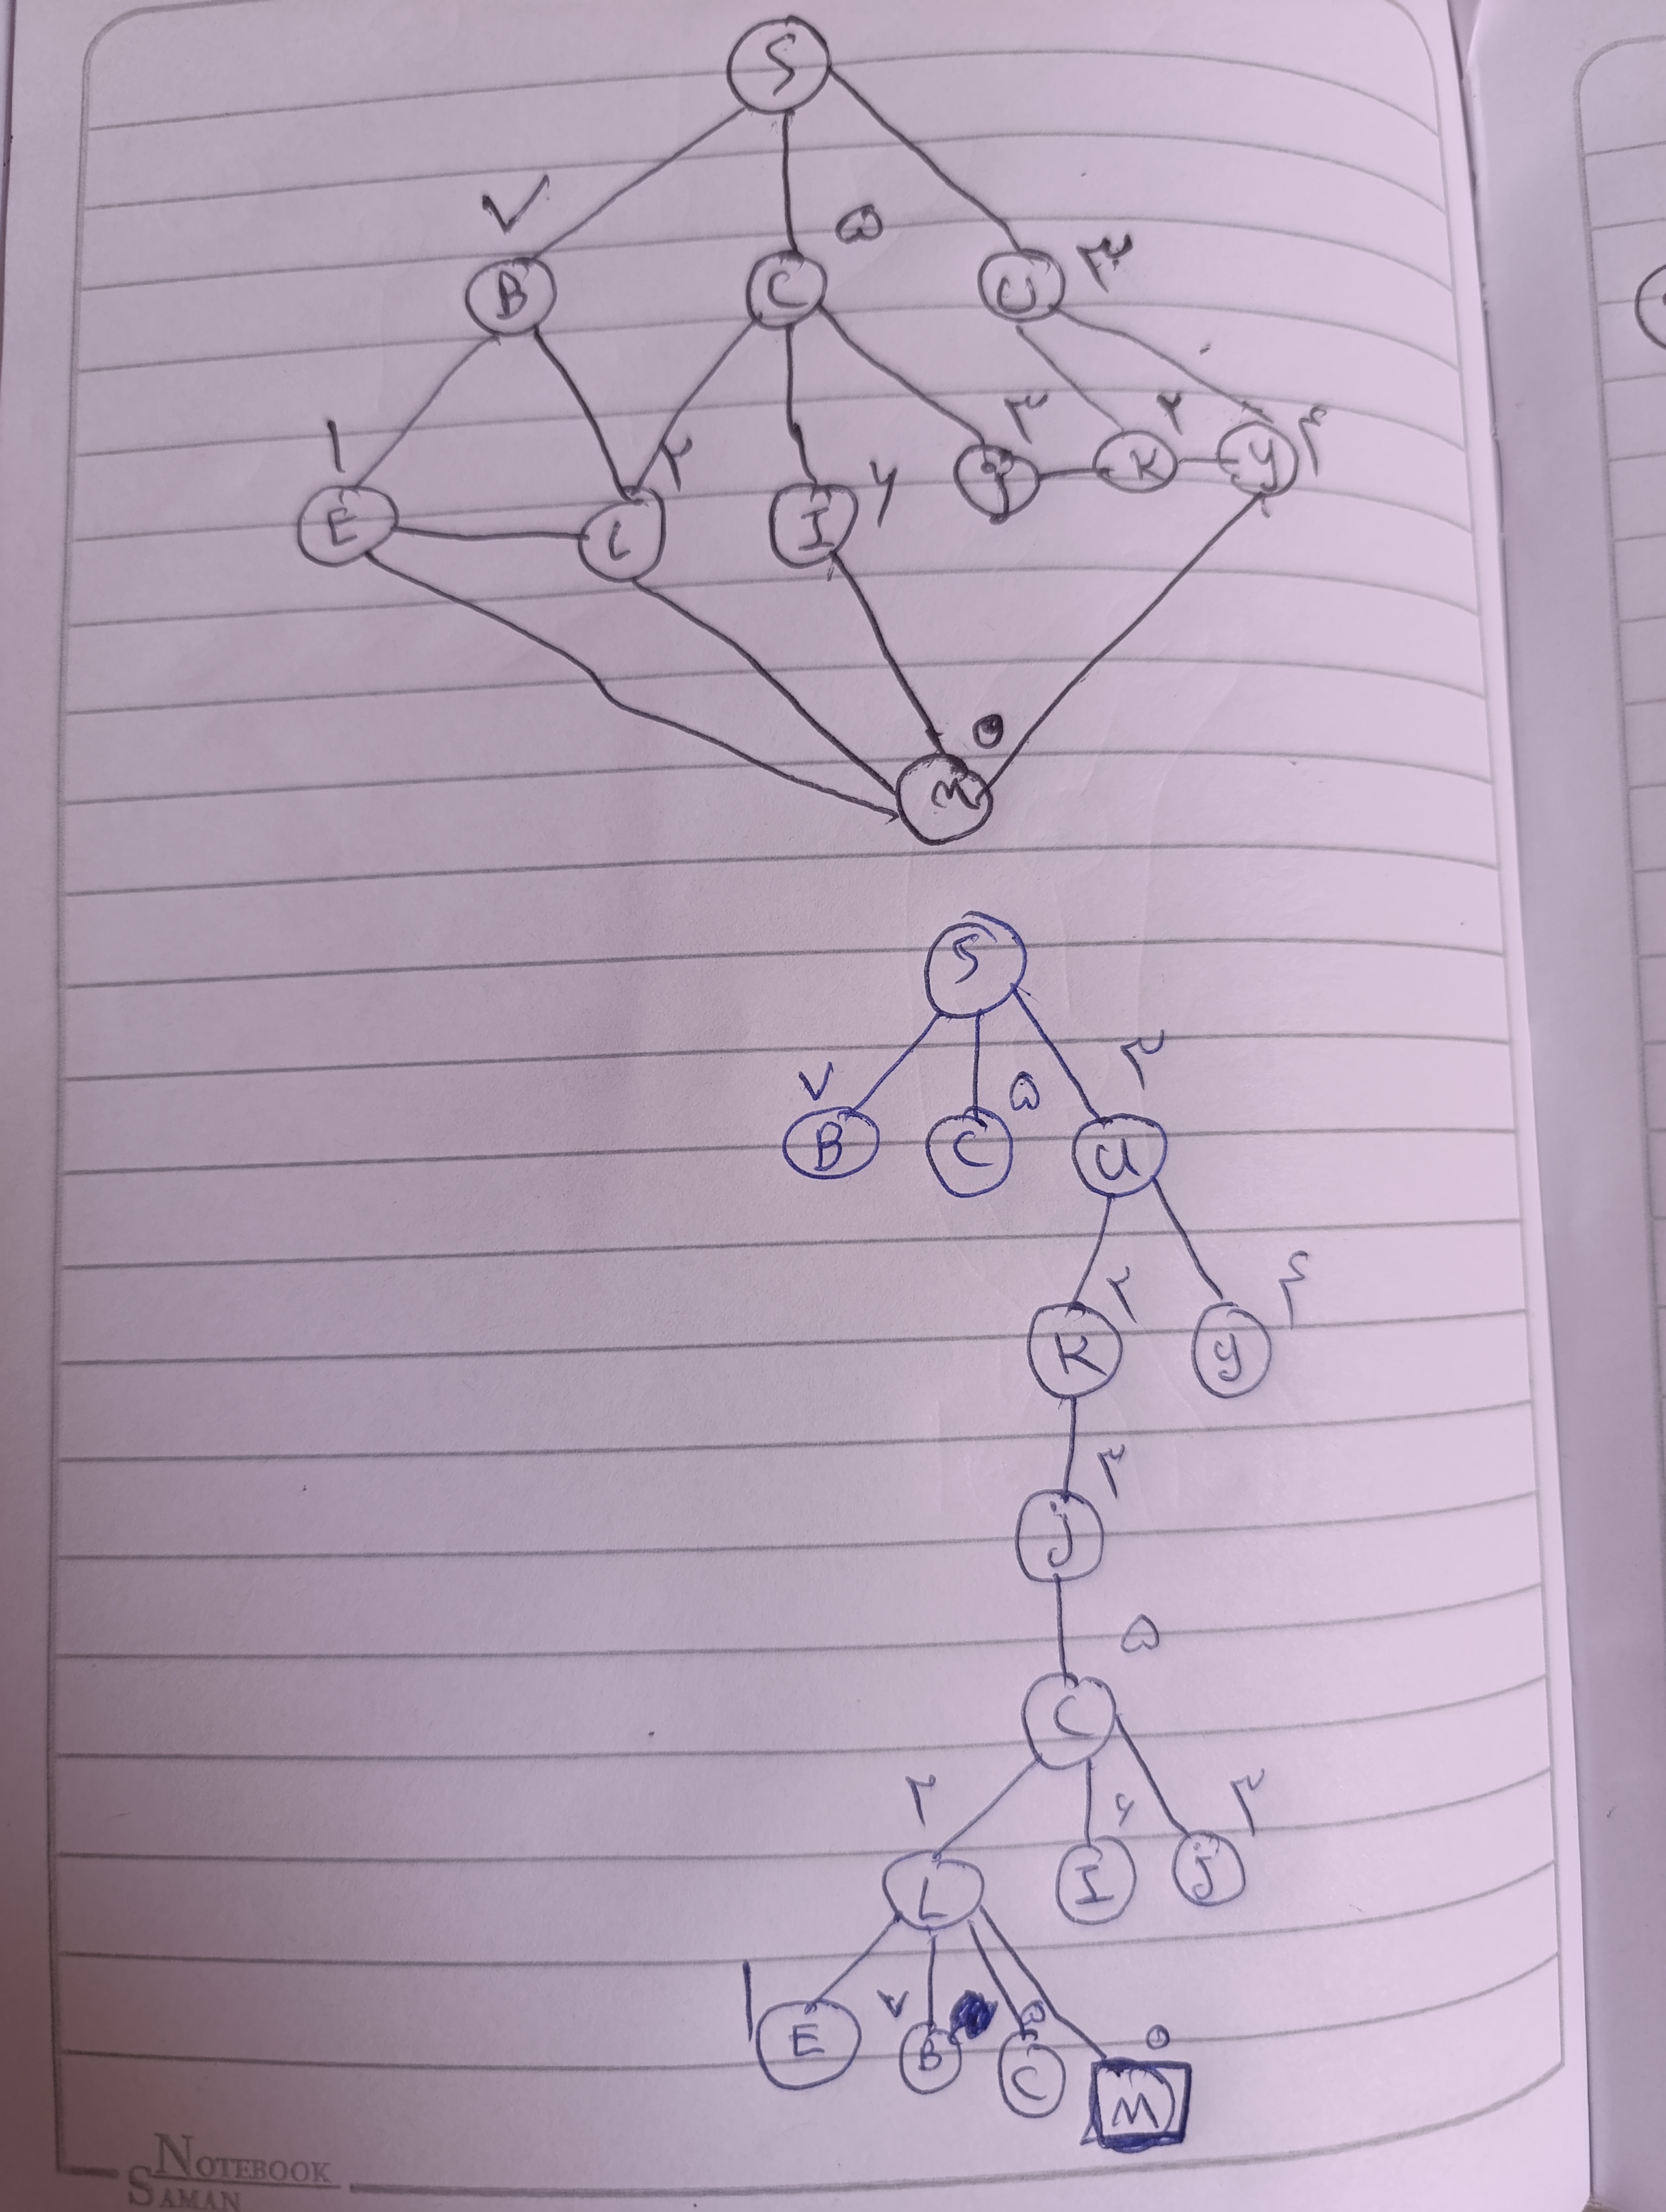 S
۷ ۵ ۳
B C U
۱ ۲ ۶ ۳ ۲ ۴
E L I J K y
۰
M
S
۷ ۵ ۳
B C U
۲ ۴
K y
۳
J
۵
C
۲ ۶ ۳
L I J
۱ ۷ ۵ ۰
E B C M
NOTEBOOK
SAMAN